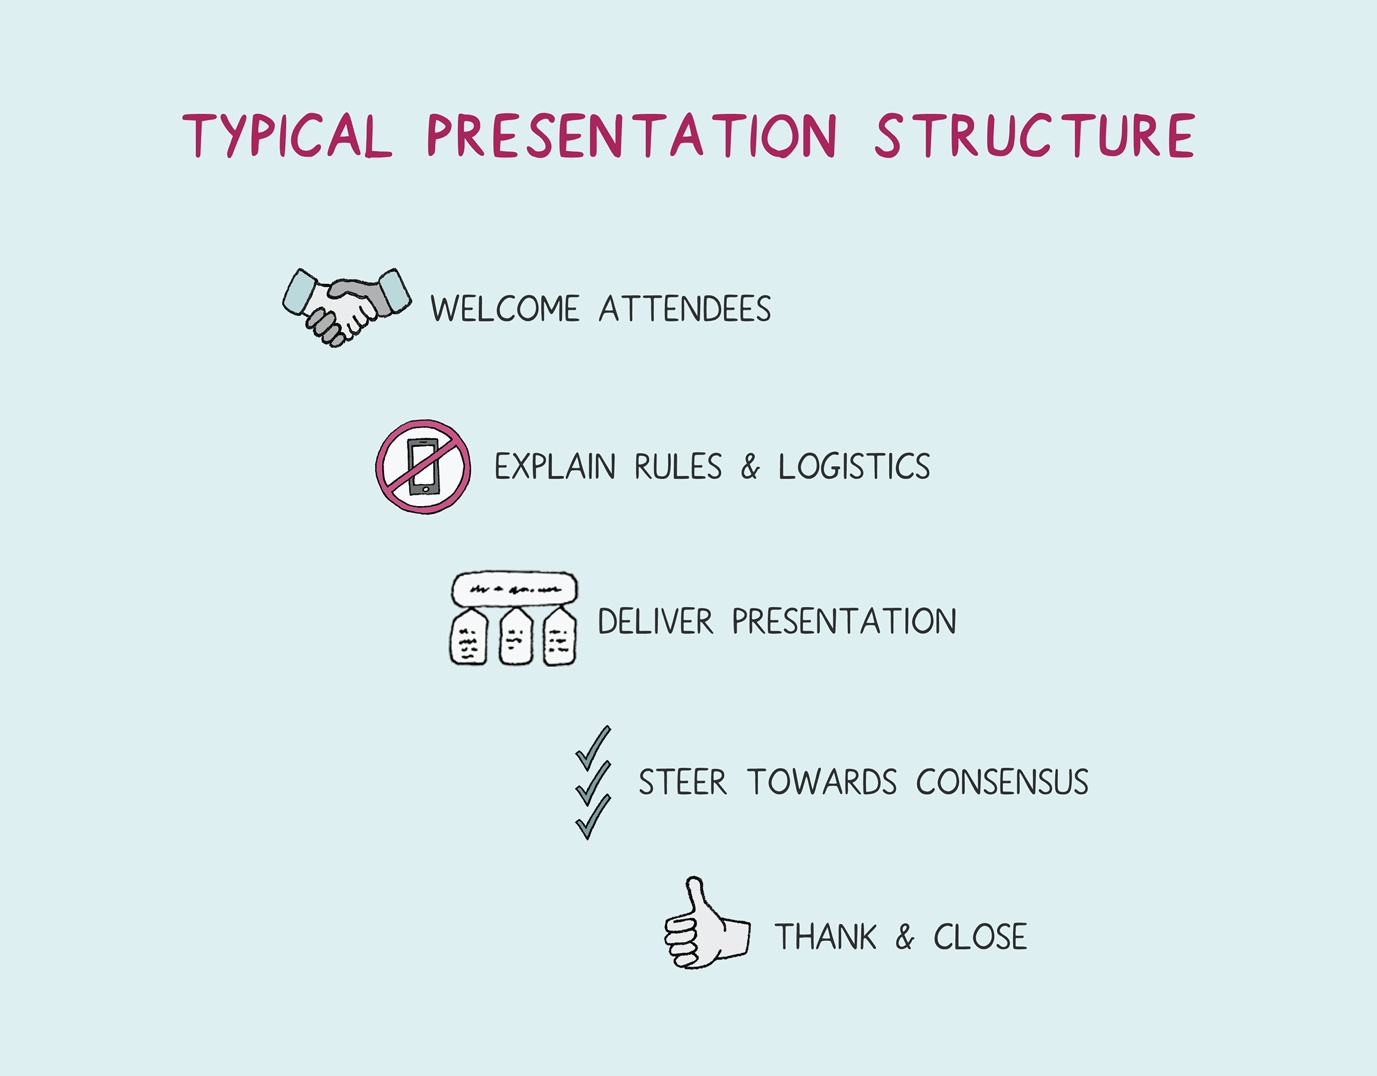 TYPICAL PRESENTATION STRUCTURE
WELCOME ATTENDEES
EXPLAIN RULES & LOGISTICS
DELIVER PRESENTATION
STEER TOWARDS CONSENSUS
THANK & CLOSE